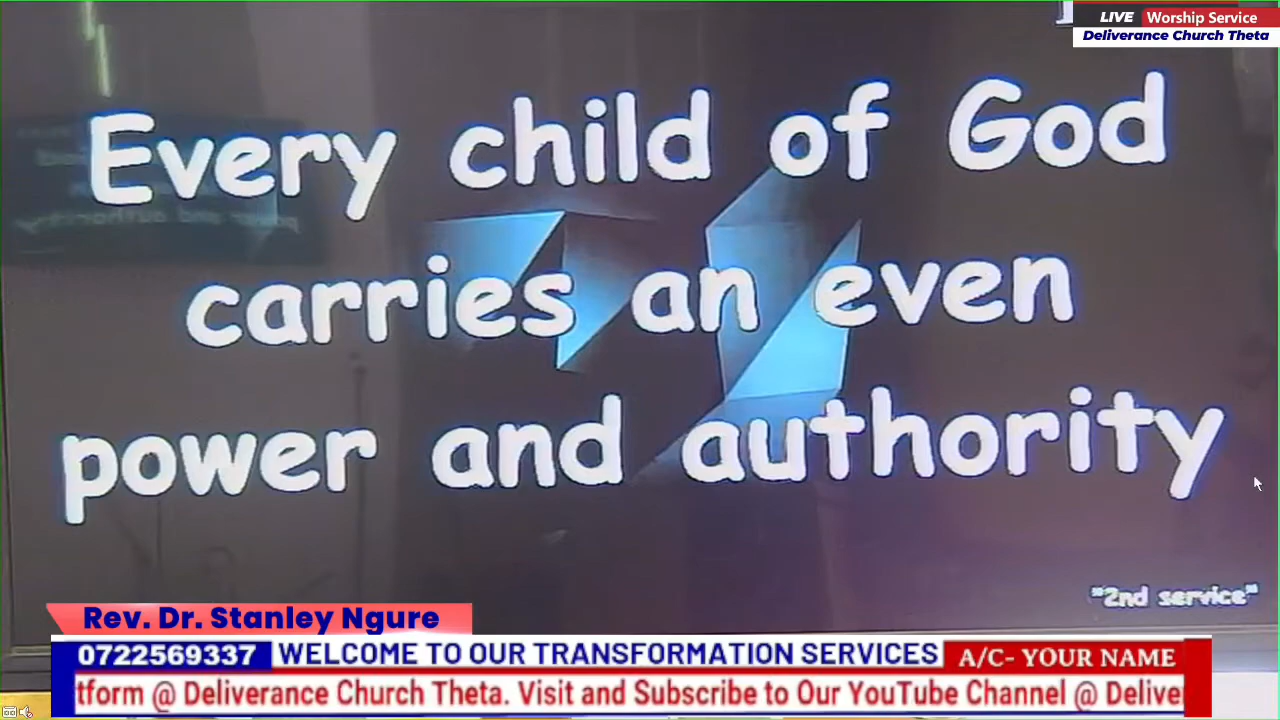 LIVE Worship Service
Deliverance Church Theta
Every child of God
carries an even
power and authority
"2nd service"
Rev. Dr. Stanley Ngure
0722569337 WELCOME TO OUR TRANSFORMATION SERVICES A/C- YOUR NAME
tform @ Deliverance Church Theta. Visit and Subscribe to Our YouTube Channel @ Delive